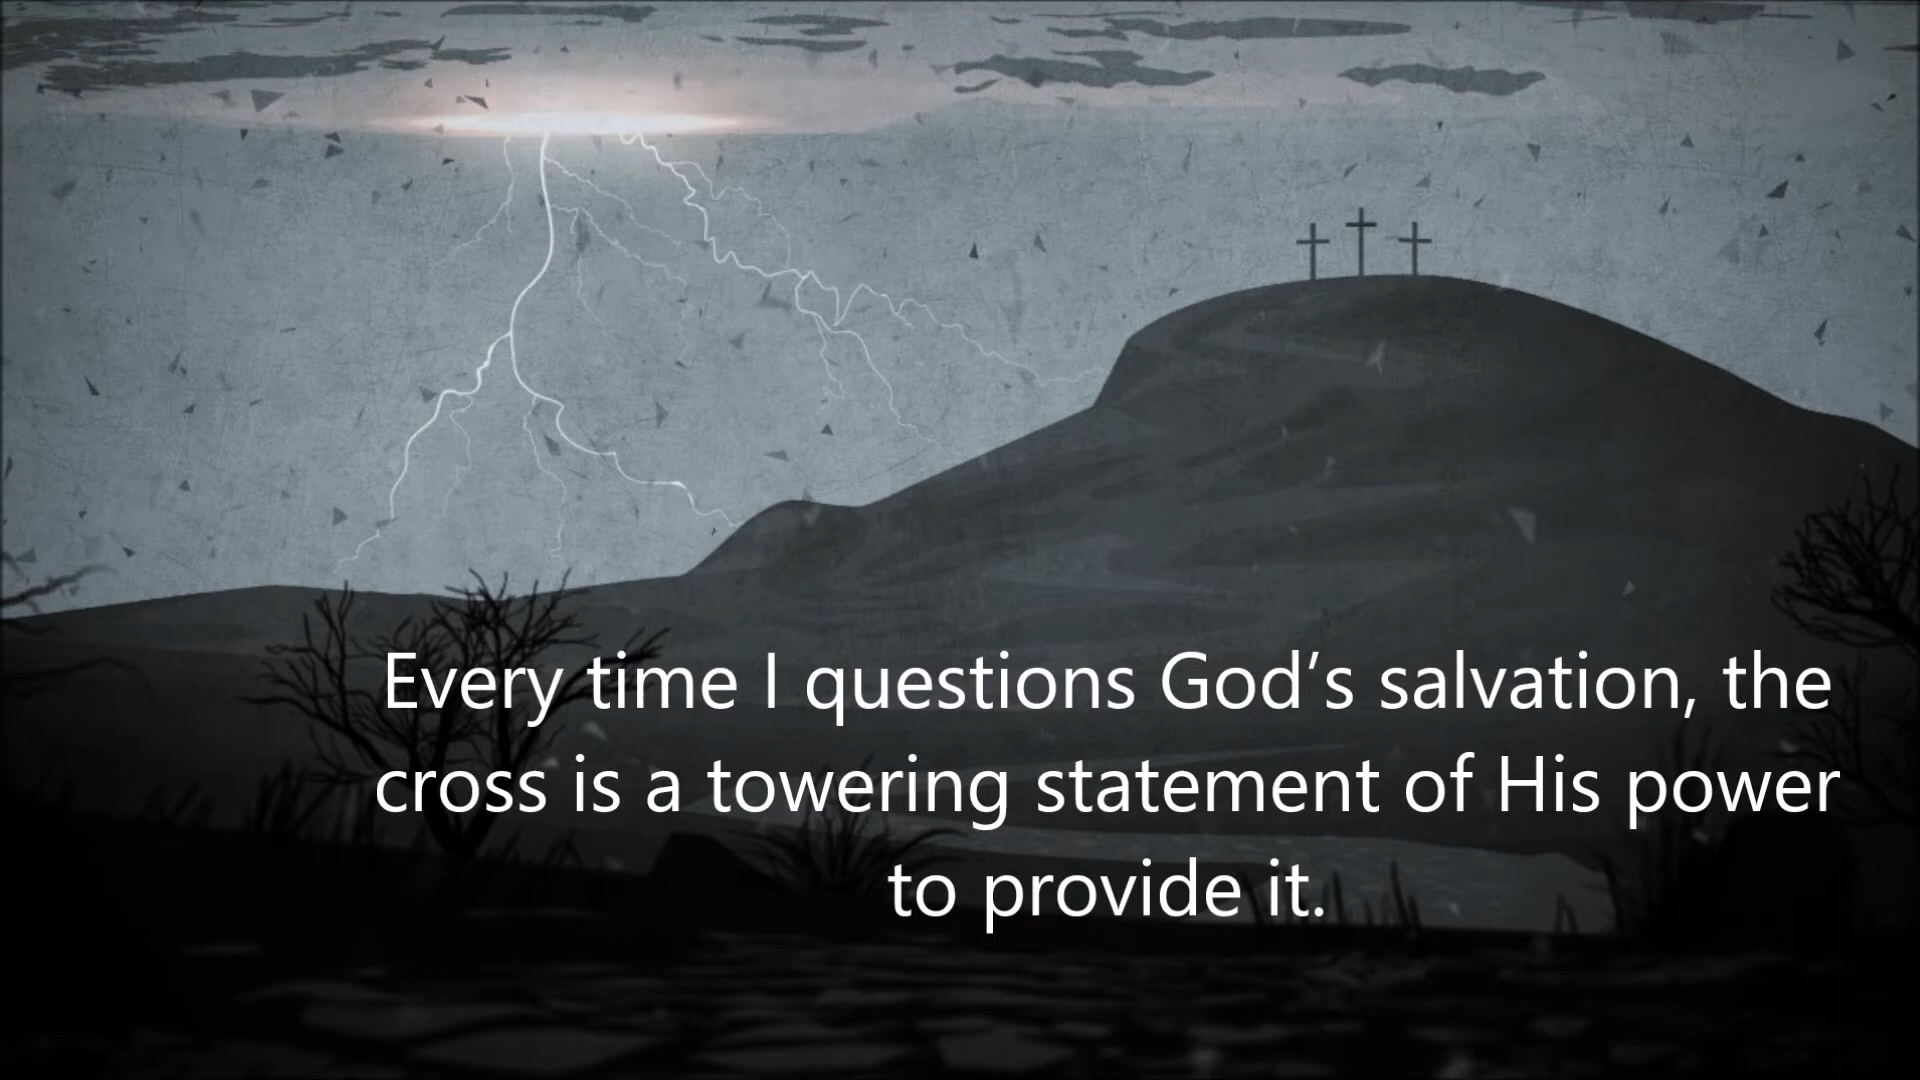 Every time I questions God’s salvation, the
cross is a towering statement of His power
to provide it.